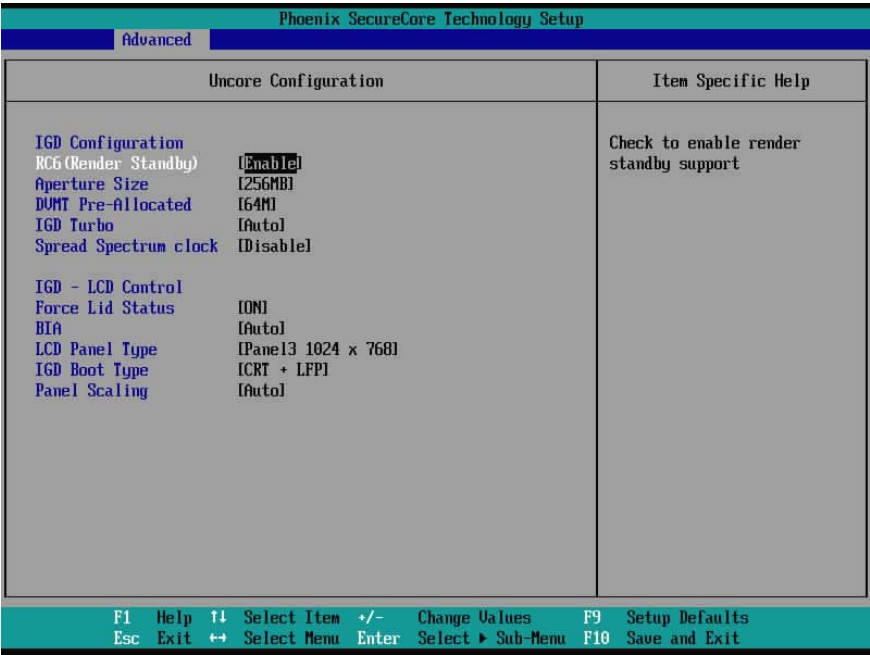 Phoenix SecureCore Technology Setup
Advanced
Uncore Configuration
Item Specific Help
IGD Configuration
RC6(Render Standby) [Enable]
Aperture Size [256MB]
DVMT Pre-Allocated [64M]
IGD Turbo [Auto]
Spread Spectrum clock [Disable]
IGD - LCD Control
Force Lid Status [ON]
BIA [Auto]
LCD Panel Type [Panel3 1024 x 768]
IGD Boot Type [CRT + LFP]
Panel Scaling [Auto]
Check to enable render
standby support
F1 Help ↑↓ Select Item +/- Change Values F9 Setup Defaults
Esc Exit ↔ Select Menu Enter Select ▶ Sub-Menu F10 Save and Exit